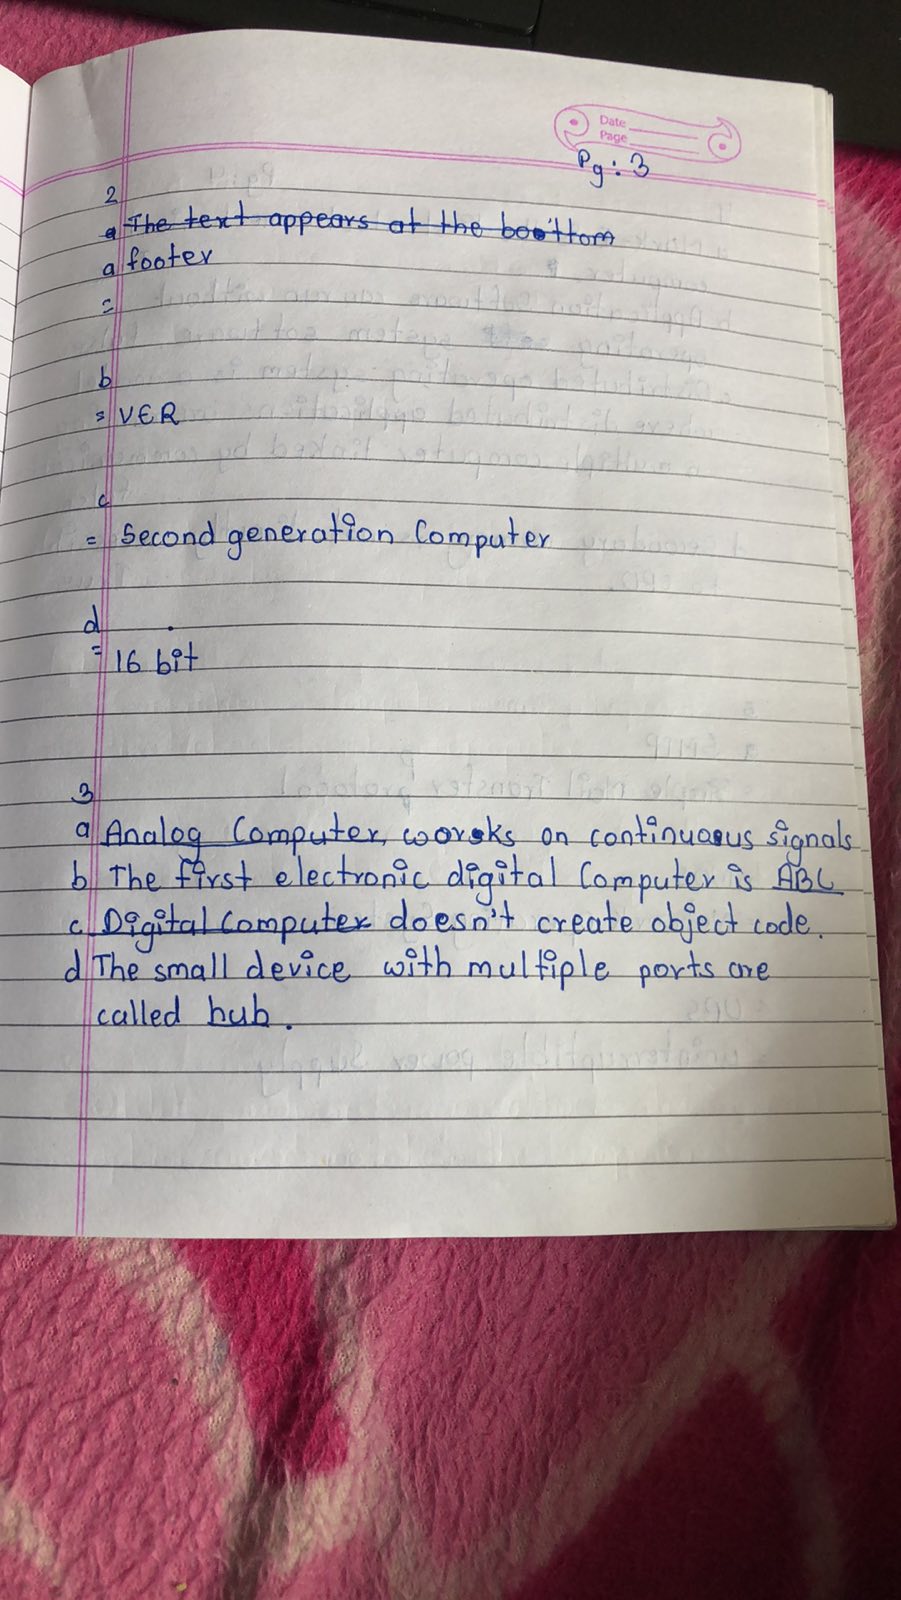 Date
Page
Pg: 3
2
a The text appears at the boottom
a footer
=
b
= VER
c
= Second generation Computer
d
= 16 bit
3
a Analog Computer, works on continuous signals
b The first electronic digital Computer is ABC
c Digital Computer doesn't create object code.
d The small device with multiple ports are
called hub.